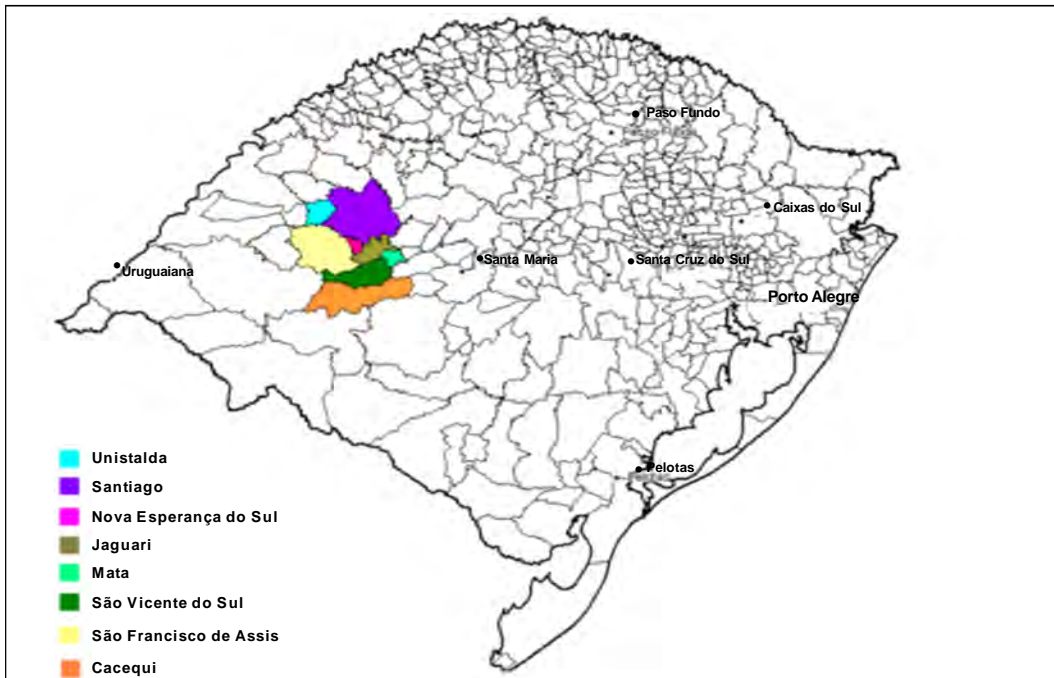 Paso Fundo
Caixas do Sul
Santa Maria
Santa Cruz do Sul
Uruguaiana
Porto Alegre
Pelotas
Pelotas
Unistalda
Santiago
Nova Esperança do Sul
Jaguari
Mata
São Vicente do Sul
São Francisco de Assis
Cacequi